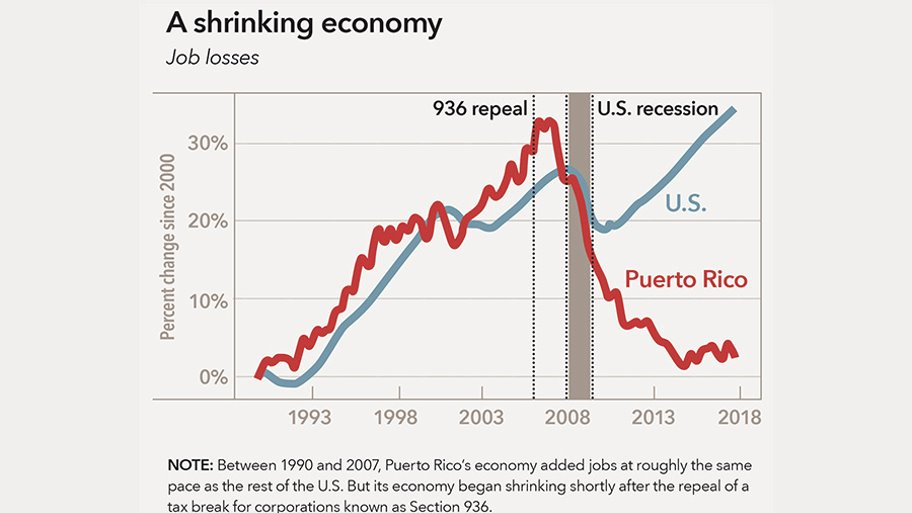 A shrinking economy
Job losses
936 repeal
U.S. recession
30%
20%
10%
0%
Percent change since 2000
U.S.
Puerto Rico
1993 1998 2003 2008 2013 2018
NOTE: Between 1990 and 2007, Puerto Rico's economy added jobs at roughly the same
pace as the rest of the U.S. But its economy began shrinking shortly after the repeal of a
tax break for corporations known as Section 936.